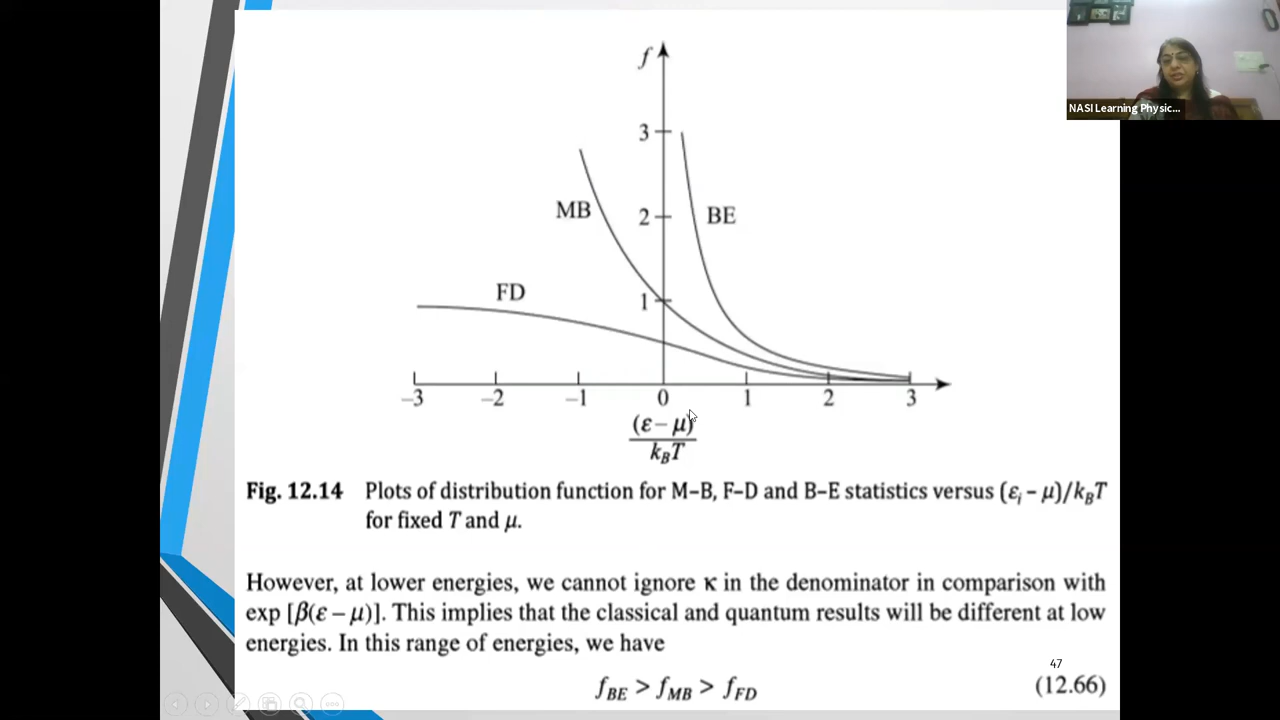 NASI Learning Physic...
f
3
MB
2
BE
FD
1
–3 –2 –1 0 1 2 3
(ε – μ)
k_BT
Fig. 12.14 Plots of distribution function for M–B, F–D and B–E statistics versus (ε_i – μ)/k_BT
for fixed T and μ.
However, at lower energies, we cannot ignore κ in the denominator in comparison with
exp [β(ε – μ)]. This implies that the classical and quantum results will be different at low
energies. In this range of energies, we have
47
f_BE > f_MB > f_FD (12.66)